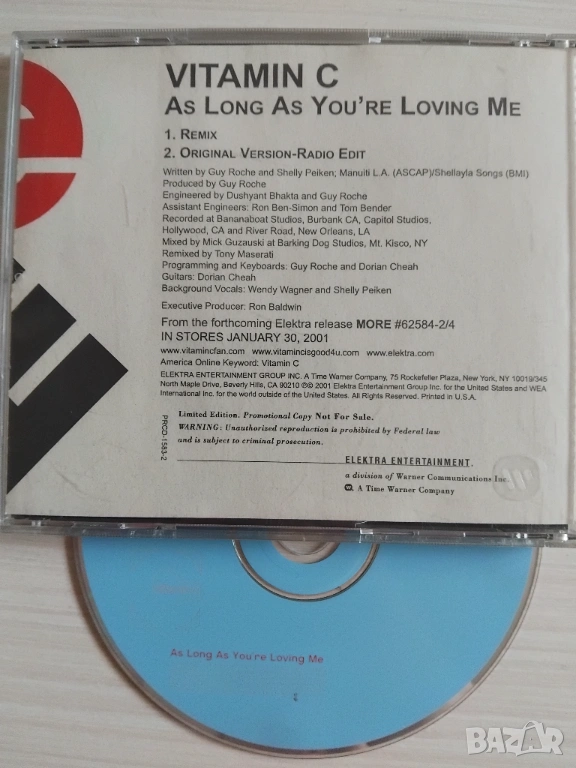 e
VITAMIN C
AS LONG AS YOU'RE LOVING ME
1. REMIX
2. ORIGINAL VERSION-RADIO EDIT
Written by Guy Roche and Shelly Peiken; Manuiti L.A. (ASCAP)/Shellayla Songs (BMI)
Produced by Guy Roche
Engineered by Dushyant Bhakta and Guy Roche
Assistant Engineers: Ron Ben-Simon and Tom Bender
Recorded at Bananaboat Studios, Burbank CA, Capitol Studios,
Hollywood, CA and River Road, New Orleans, LA
Mixed by Mick Guzauski at Barking Dog Studios, Mt. Kisco, NY
Remixed by Tony Maserati
Programming and Keyboards: Guy Roche and Dorian Cheah
Guitars: Dorian Cheah
Background Vocals: Wendy Wagner and Shelly Peiken
Executive Producer: Ron Baldwin
From the forthcoming Elektra release MORE #62584-2/4
IN STORES JANUARY 30, 2001
www.vitamincfan.com www.vitamincisgood4u.com www.elektra.com
America Online Keyword: Vitamin C
ELEKTRA ENTERTAINMENT GROUP INC. A Time Warner Company, 75 Rockefeller Plaza, New York, NY 10019/345
North Maple Drive, Beverly Hills, CA 90210 ℗© 2001 Elektra Entertainment Group Inc. for the United States and WEA
International Inc. for the world outside of the United States. All Rights Reserved. Printed in U.S.A.
Limited Edition. Promotional Copy Not For Sale.
WARNING: Unauthorized reproduction is prohibited by Federal law
and is subject to criminal prosecution.
PRCD-1583-2
ELEKTRA ENTERTAINMENT,
a division of Warner Communications Inc.
A Time Warner Company
As Long As You're Loving Me
BAZAR